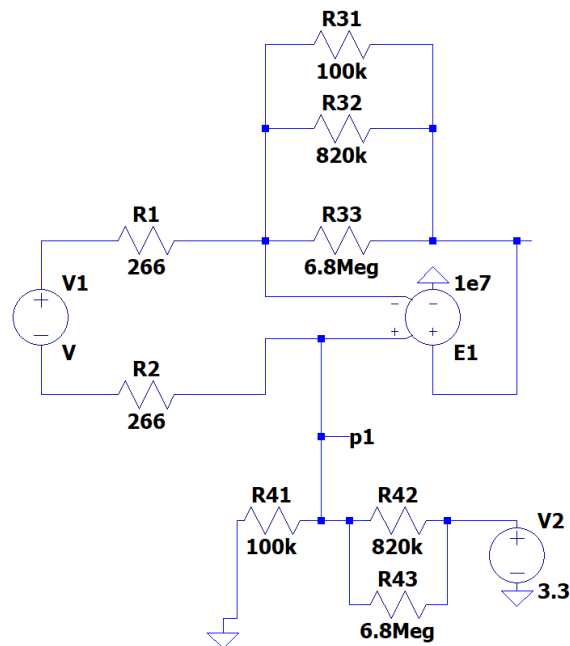 R31
100k
R32
820k
R1
R33
266
6.8Meg
V1
− 1e7
−
+
V
+ +
E1
−
R2
266
p1
R41
R42
V2
100k
820k
+
R43
−
3.3
6.8Meg